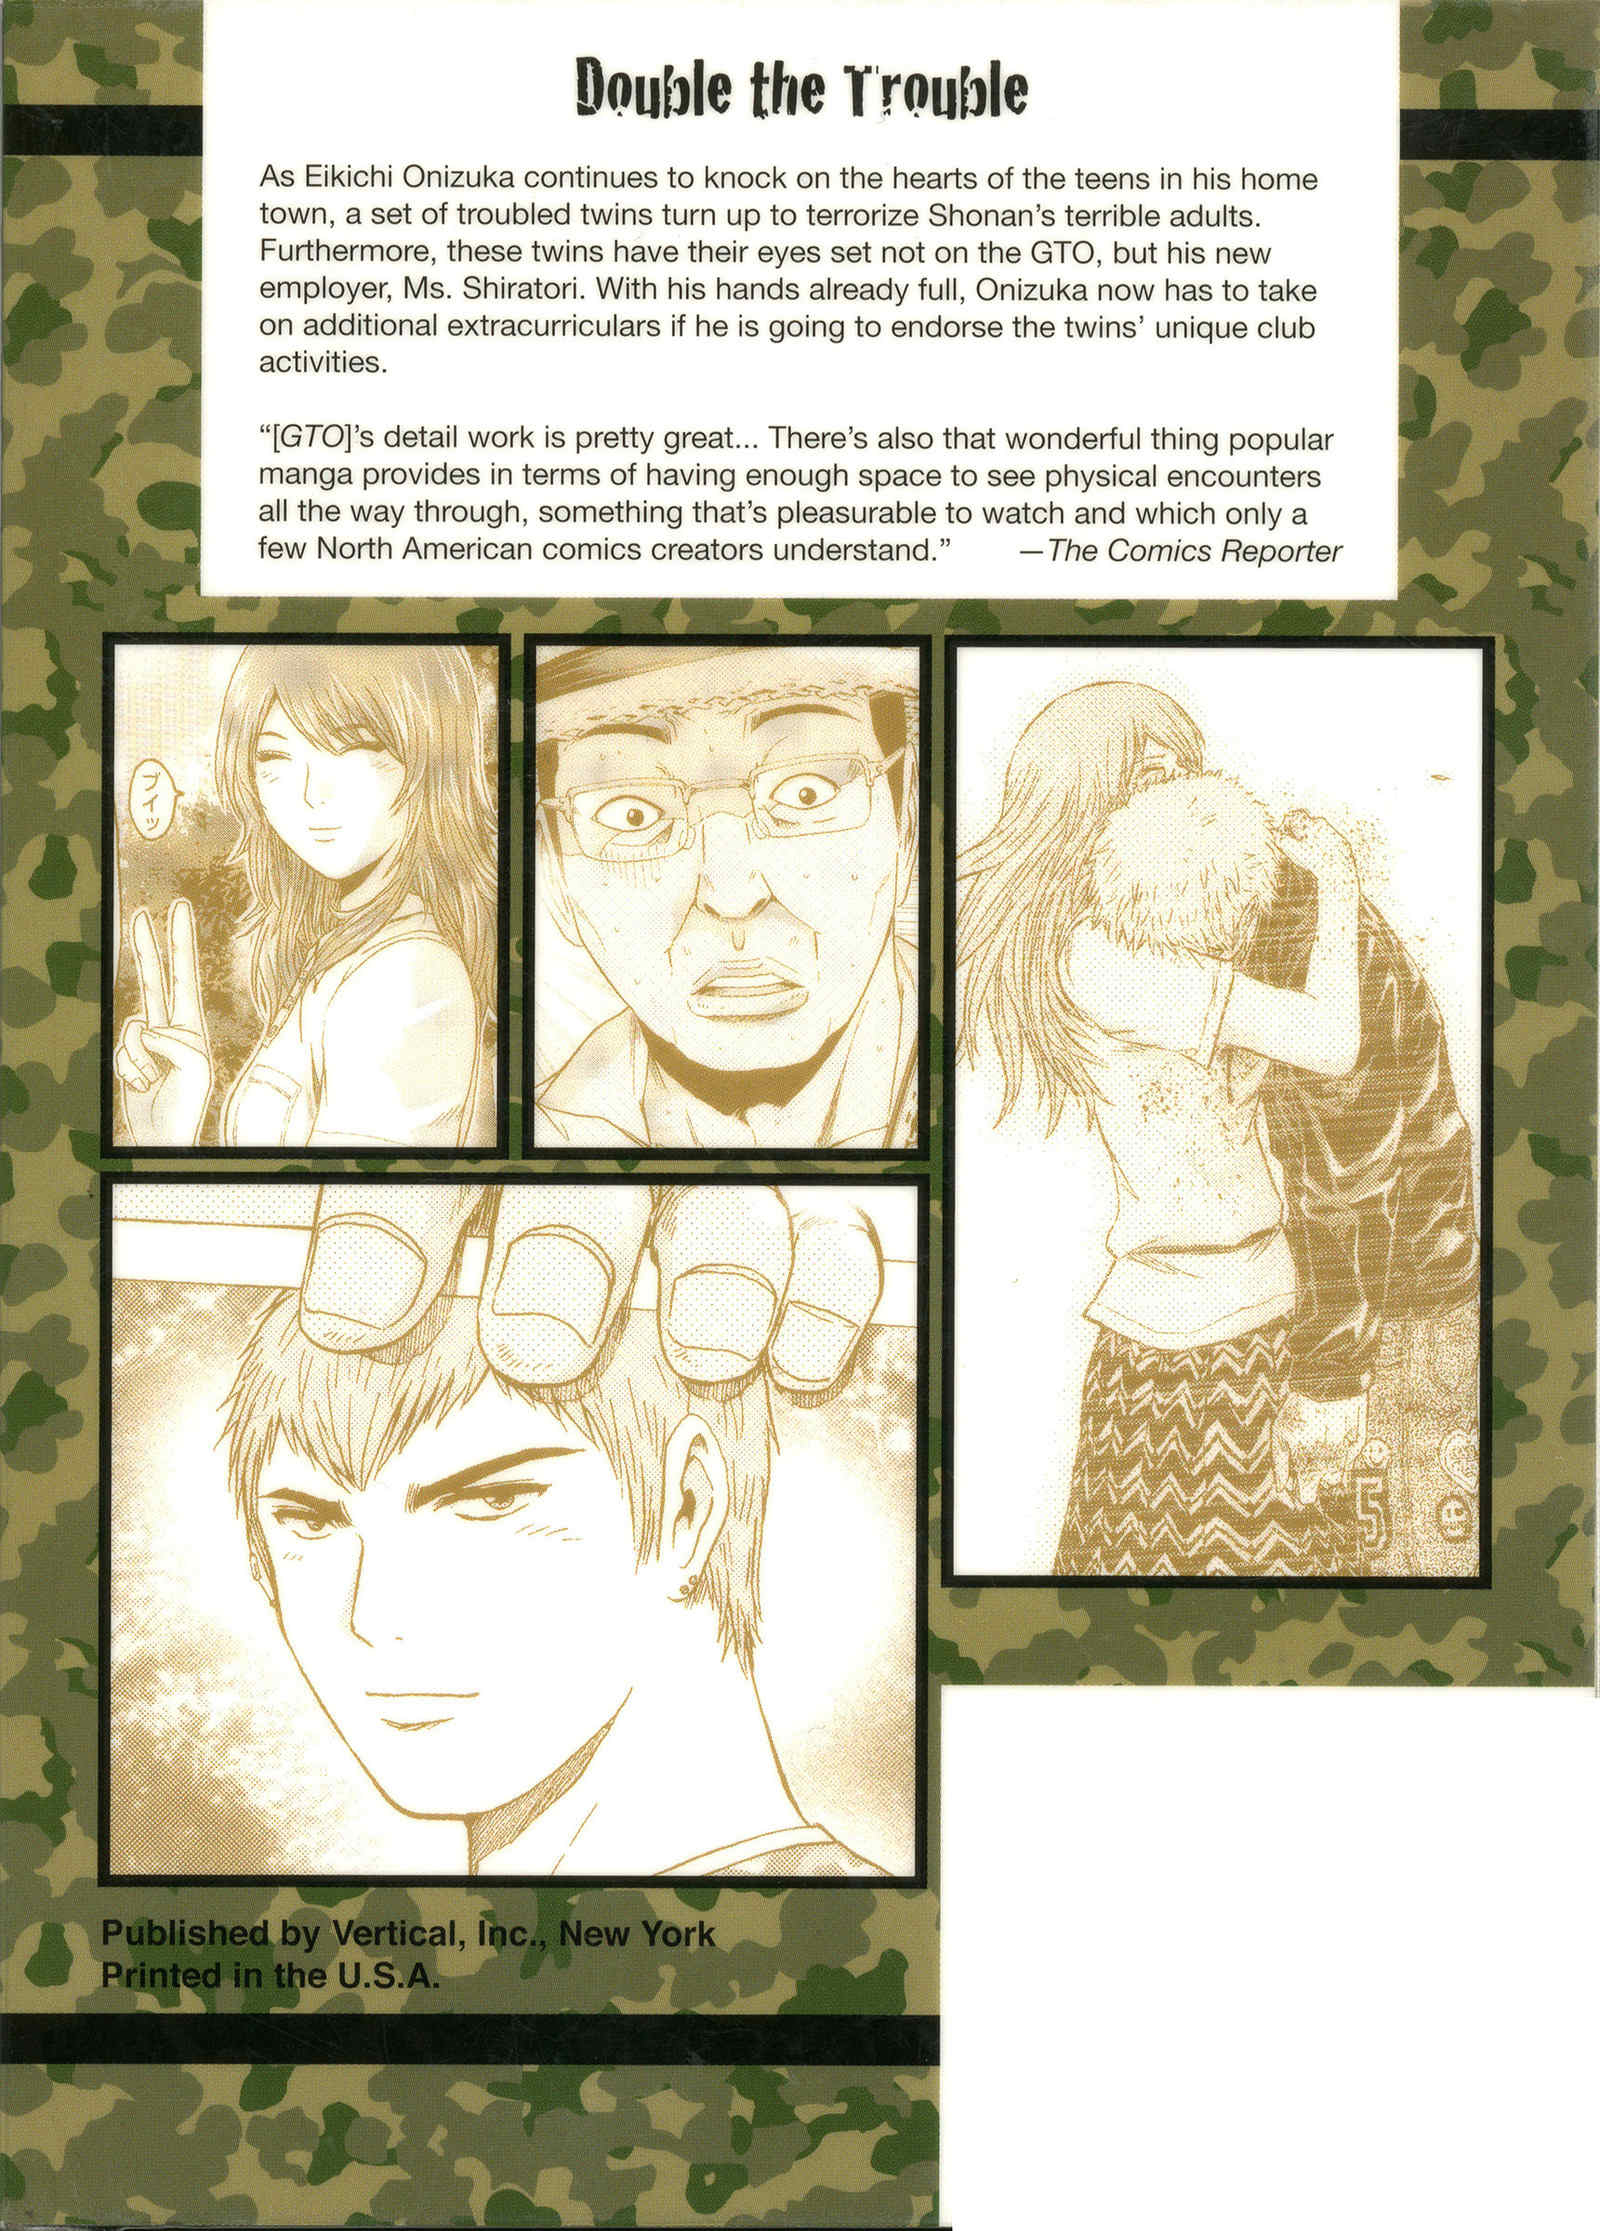 Double the Trouble
As Eikichi Onizuka continues to knock on the hearts of the teens in his home
town, a set of troubled twins turn up to terrorize Shonan’s terrible adults.
Furthermore, these twins have their eyes set not on the GTO, but his new
employer, Ms. Shiratori. With his hands already full, Onizuka now has to take
on additional extracurriculars if he is going to endorse the twins’ unique club
activities.
“[GTO]’s detail work is pretty great... There’s also that wonderful thing popular
manga provides in terms of having enough space to see physical encounters
all the way through, something that’s pleasurable to watch and which only a
few North American comics creators understand.” —The Comics Reporter
ブイッ
5
Published by Vertical, Inc., New York
Printed in the U.S.A.